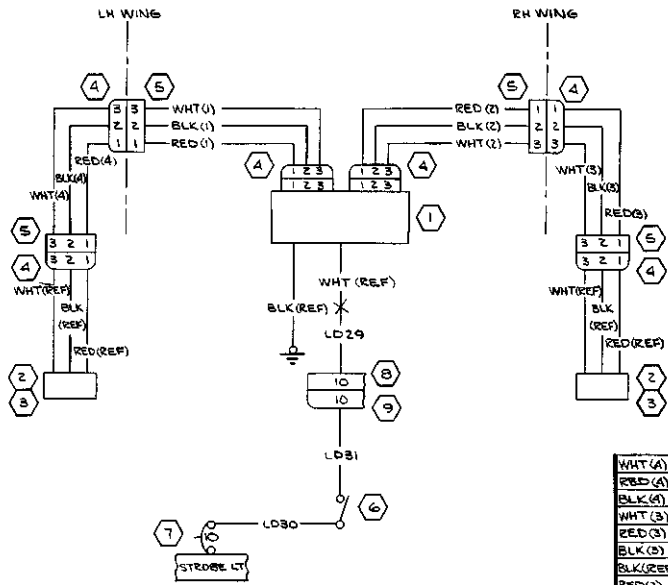 LH WING
RH WING
4 5
5 4
3 3 WHT(1)
2 2 BLK(1)
1 1 RED(1)
RED(2) 1 1
BLK(2) 2 2
WHT(2) 3 3
RED(4)
BLK(4)
WHT(4)
WHT(3)
BLK(3)
RED(3)
4 1 2 3 1 2 3 4
1 2 3 1 2 3
1
5 3 2 1
4 3 2 1
3 2 1 5
3 2 1 4
WHT(REF)
BLK
(REF)
RED(REF)
WHT(REF)
BLK
(REF)
RED(REF)
WHT (REF)
BLK(REF)
LD29
2
3
2
3
10 8
10 9
LD31
6
LD30
7 10
STROBE LT
WHT(4)
RED(4)
BLK(4)
WHT(3)
RED(3)
BLK(3)
BLK(REF